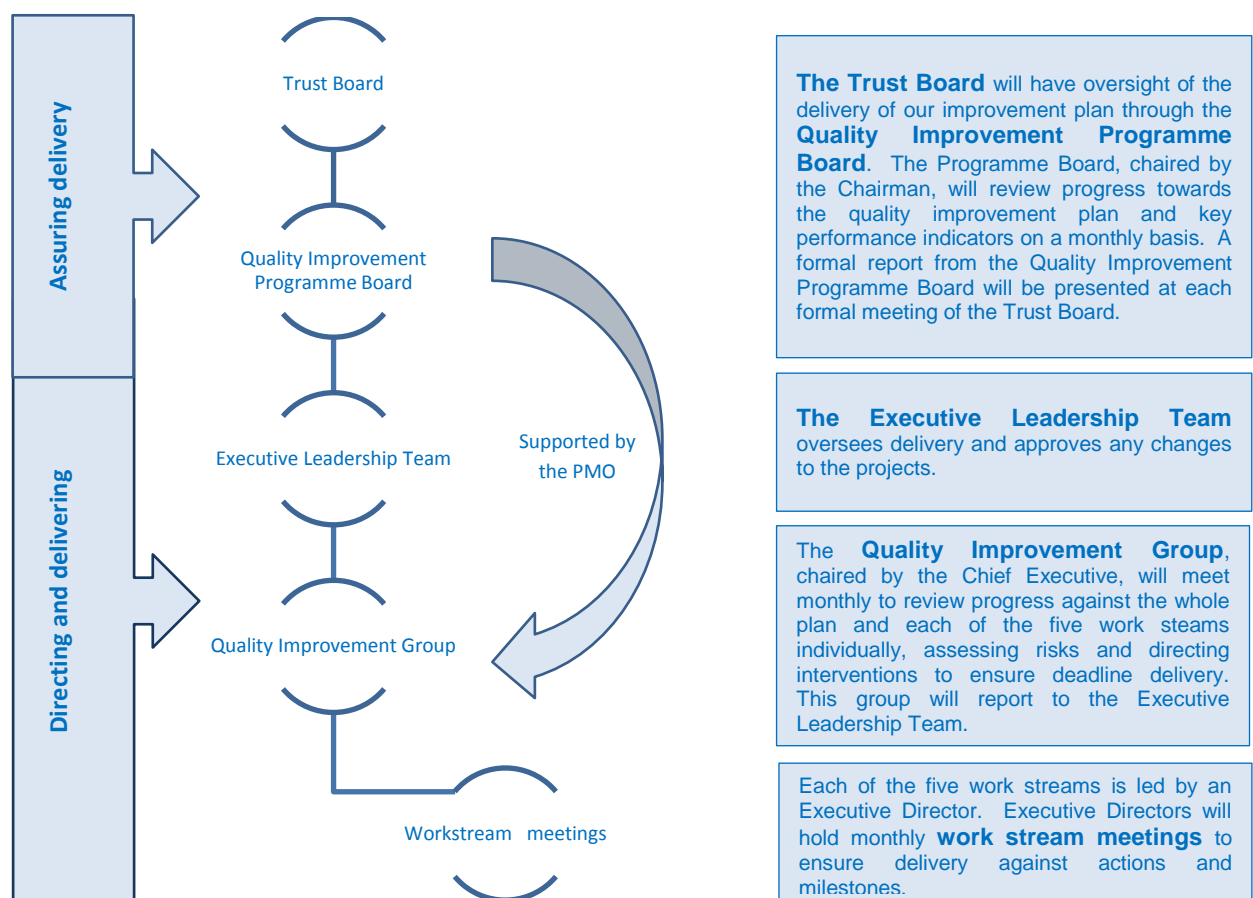 Assuring delivery
Directing and delivering
Trust Board
Quality Improvement
Programme Board
Executive Leadership Team
Quality Improvement Group
Workstream meetings
Supported by
the PMO
The Trust Board will have oversight of the
delivery of our improvement plan through the
Quality Improvement Programme
Board. The Programme Board, chaired by
the Chairman, will review progress towards
the quality improvement plan and key
performance indicators on a monthly basis. A
formal report from the Quality Improvement
Programme Board will be presented at each
formal meeting of the Trust Board.
The Executive Leadership Team
oversees delivery and approves any changes
to the projects.
The Quality Improvement Group,
chaired by the Chief Executive, will meet
monthly to review progress against the whole
plan and each of the five work steams
individually, assessing risks and directing
interventions to ensure deadline delivery.
This group will report to the Executive
Leadership Team.
Each of the five work streams is led by an
Executive Director. Executive Directors will
hold monthly work stream meetings to
ensure delivery against actions and
milestones.